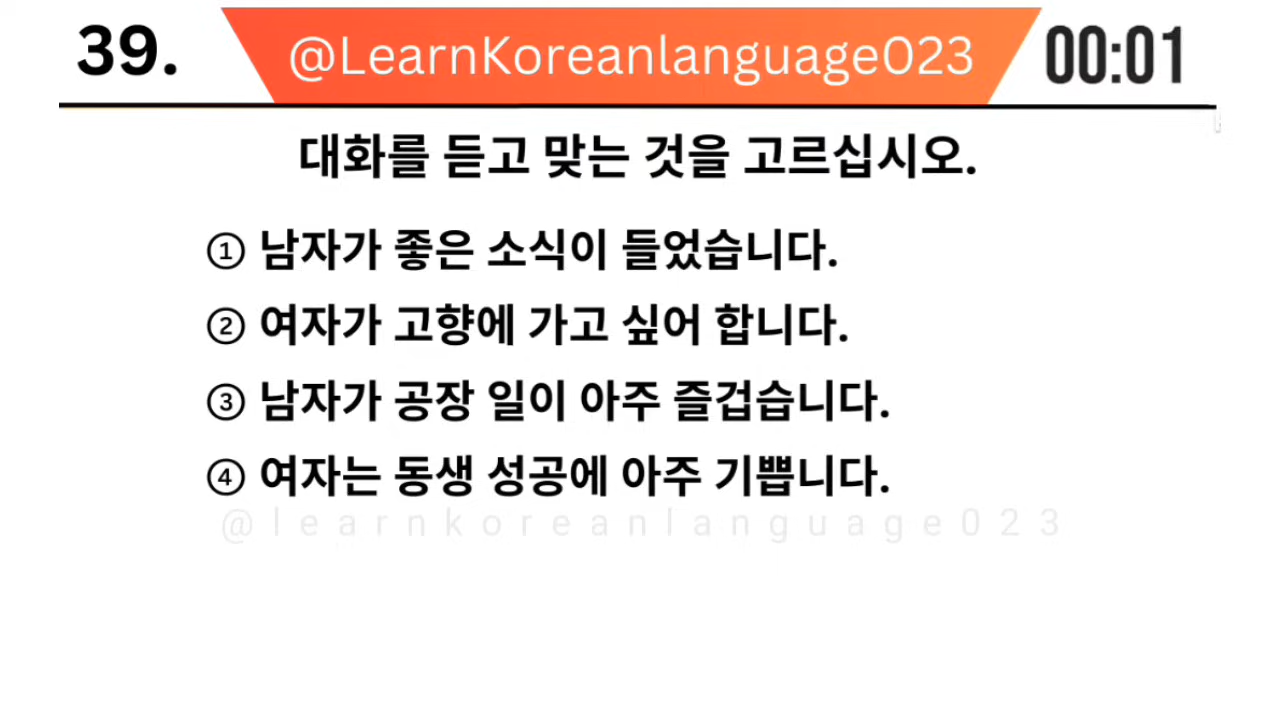 39.
@LearnKoreanlanguage023
00:01
대화를 듣고 맞는 것을 고르십시오.
① 남자가 좋은 소식이 들었습니다.
② 여자가 고향에 가고 싶어 합니다.
③ 남자가 공장 일이 아주 즐겁습니다.
④ 여자는 동생 성공에 아주 기쁩니다.
@learnkoreanlanguage023